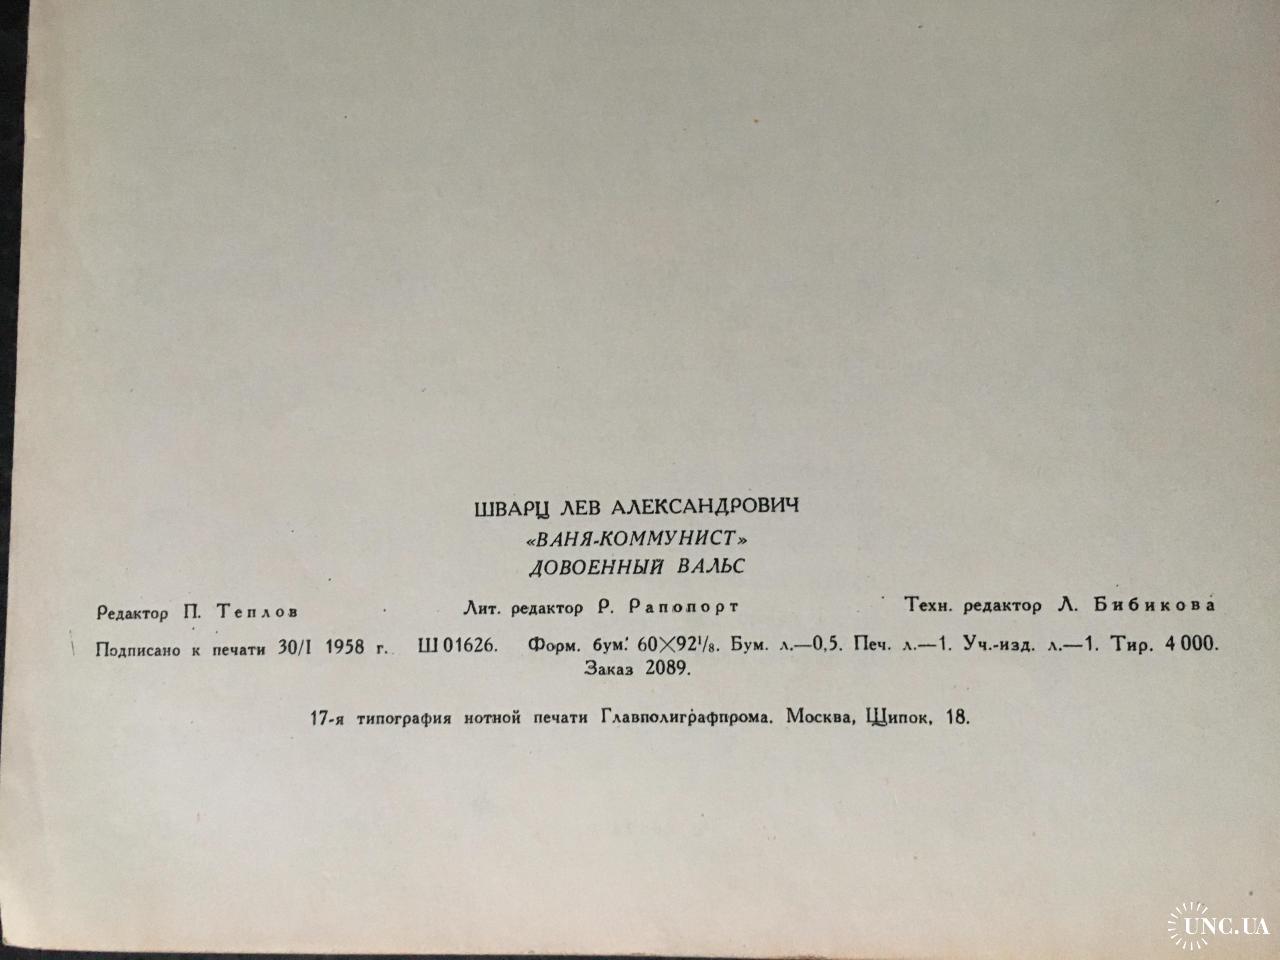 ШВАРЦ ЛЕВ АЛЕКСАНДРОВИЧ
«ВАНЯ-КОММУНИСТ»
ДОВОЕННЫЙ ВАЛЬС
Редактор П. Теплов Лит. редактор Р. Рапопорт Техн. редактор Л. Бибикова
Подписано к печати 30/I 1958 г. Ш 01626. Форм. бум. 60×92¹/₈. Бум. л.—0,5. Печ. л.—1. Уч.-изд. л.—1. Тир. 4 000.
Заказ 2089.
17-я типография нотной печати Главполиграфпрома. Москва, Щипок, 18.
UNC.UA